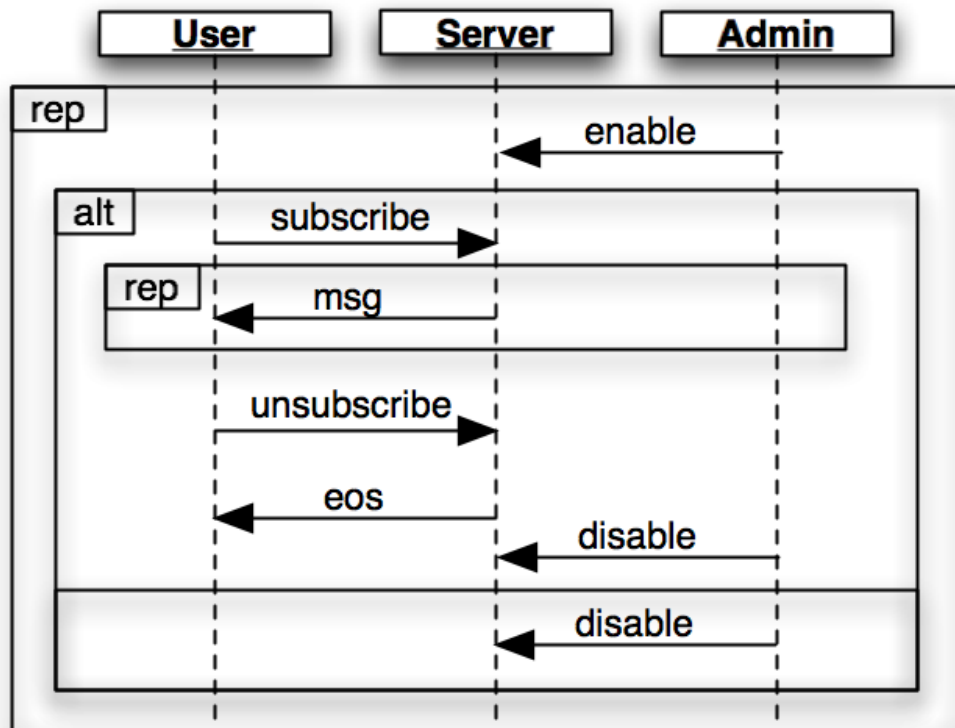 User Server Admin
rep
enable
alt
subscribe
rep
msg
unsubscribe
eos
disable
disable